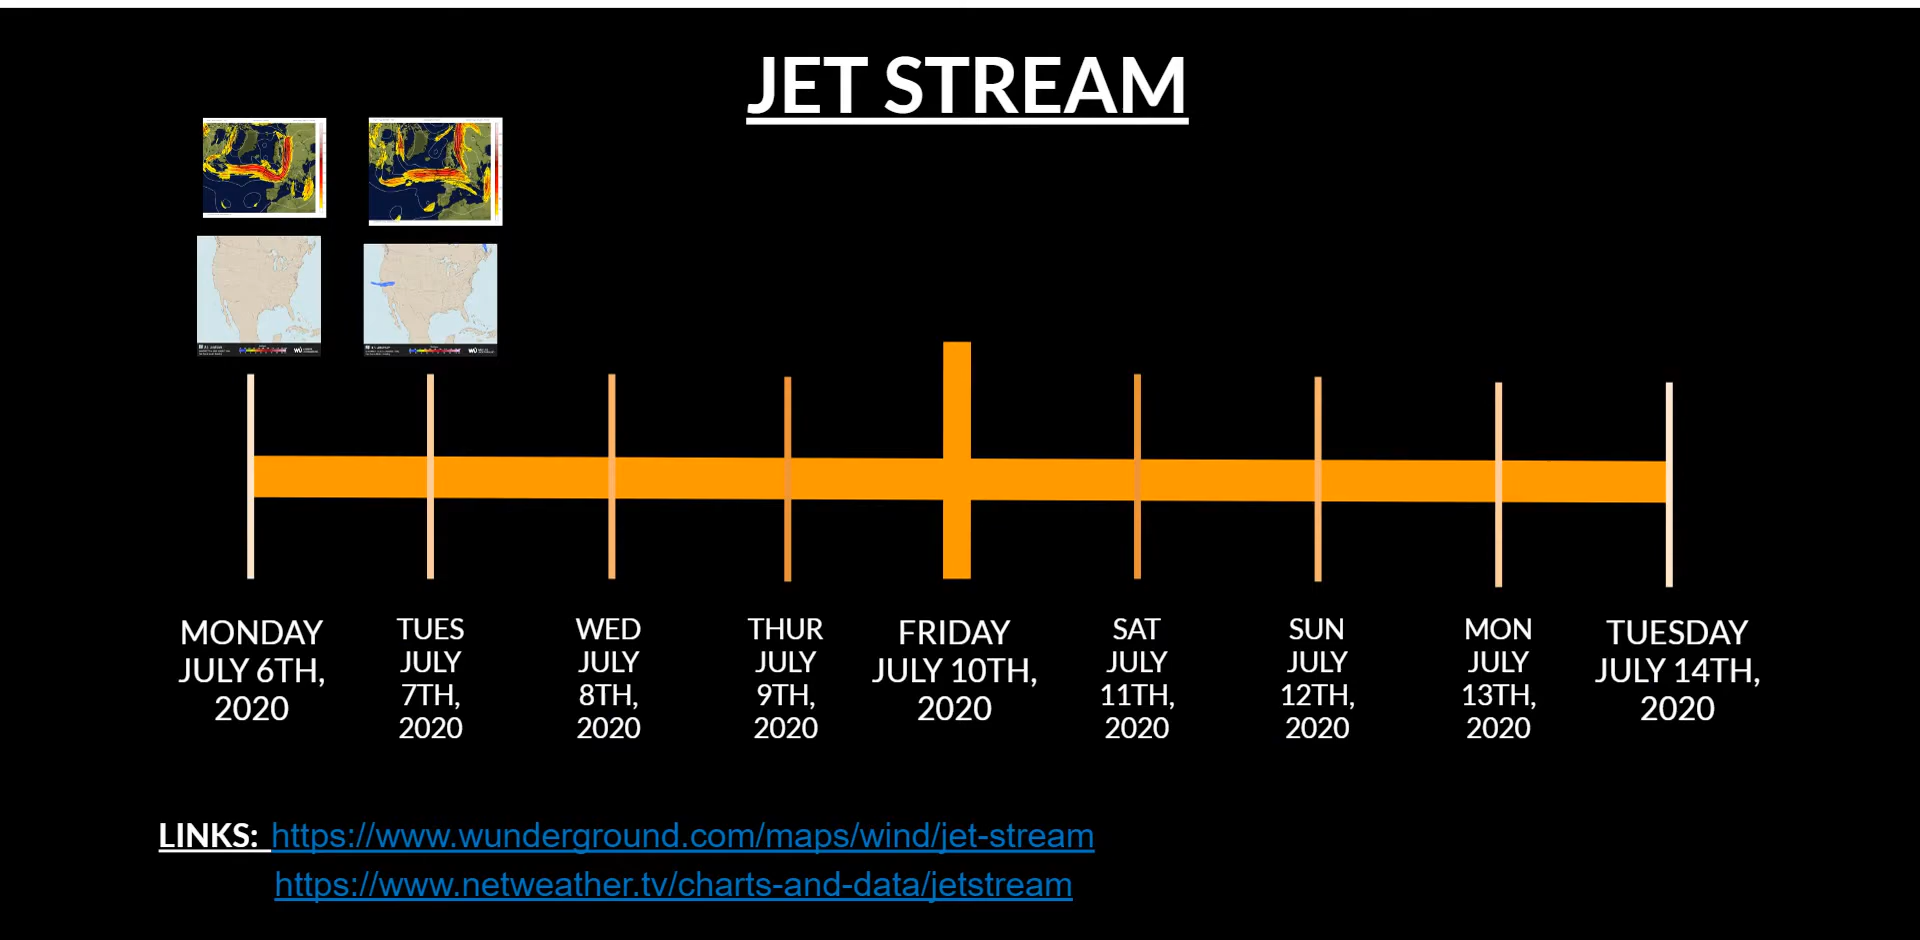 JET STREAM
MONDAY
JULY 6TH,
2020
TUES
JULY
7TH,
2020
WED
JULY
8TH,
2020
THUR
JULY
9TH,
2020
FRIDAY
JULY 10TH,
2020
SAT
JULY
11TH,
2020
SUN
JULY
12TH,
2020
MON
JULY
13TH,
2020
TUESDAY
JULY 14TH,
2020
LINKS: https://www.wunderground.com/maps/wind/jet-stream
https://www.netweather.tv/charts-and-data/jetstream